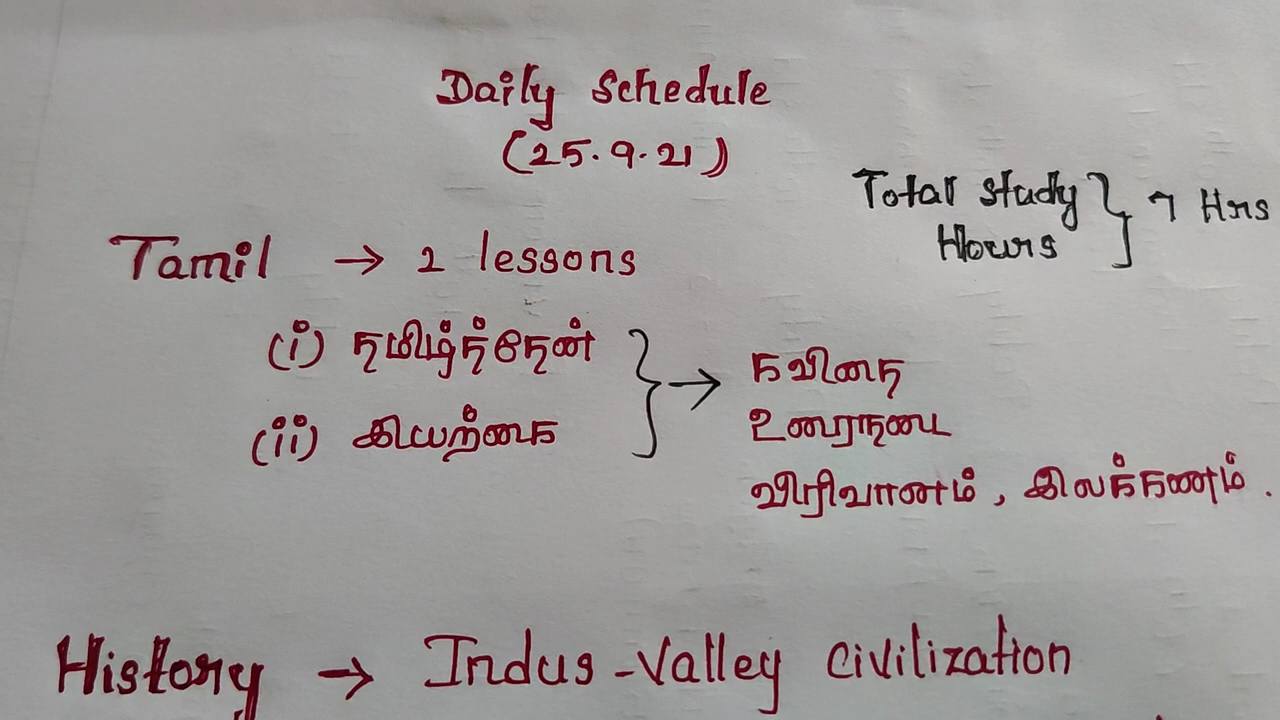 Daily Schedule
(25.9.21)
Total study Hours } 7 Hrs
Tamil → 2 lessons
(i) தமிழ்த்தேன்
(ii) இயற்கை
} → கவிதை
உரைநடை
விரிவானம், இலக்கணம்.
History → Indus-Valley civilization